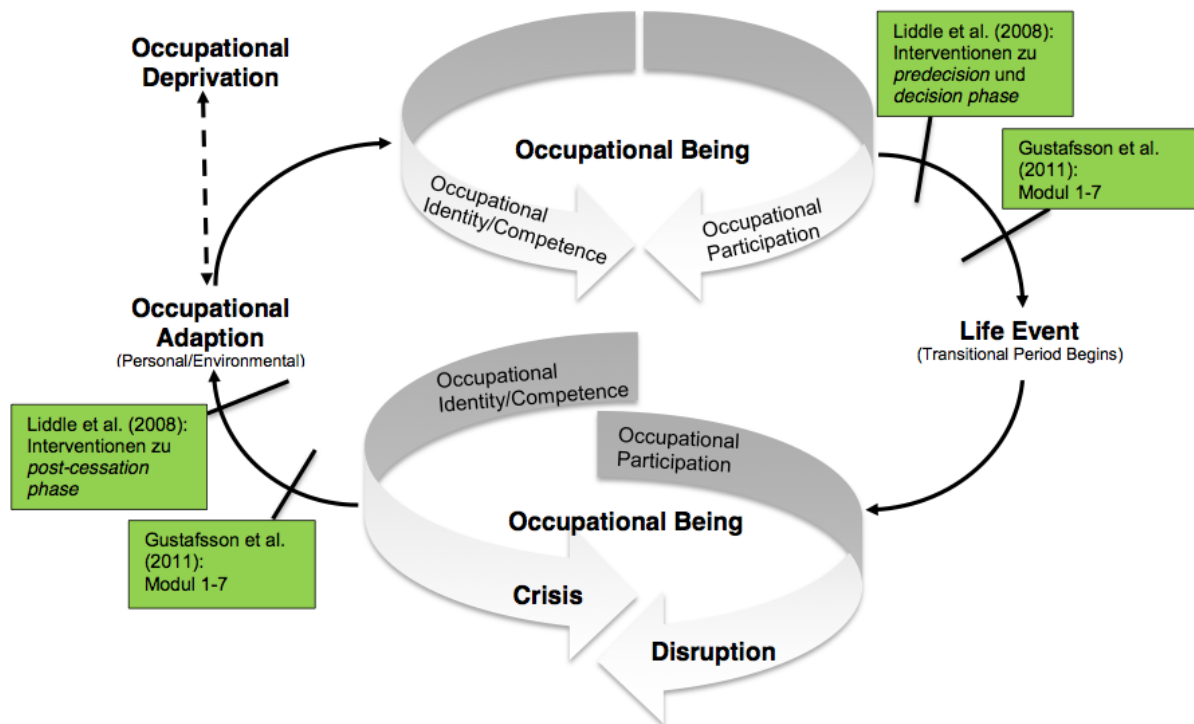 Occupational
Deprivation
Liddle et al. (2008):
Interventionen zu
predecision und
decision phase
Gustafsson et al.
(2011):
Modul 1-7
Occupational Being
Occupational
Identity/Competence
Occupational
Participation
Occupational
Adaption
(Personal/Environmental)
Life Event
(Transitional Period Begins)
Occupational
Identity/Competence
Occupational
Participation
Liddle et al. (2008):
Interventionen zu
post-cessation
phase
Gustafsson et al.
(2011):
Modul 1-7
Occupational Being
Crisis
Disruption